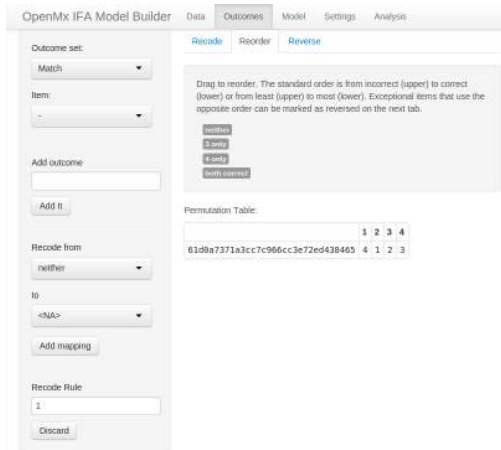 OpenMx IFA Model Builder Data Outcomes Model Settings Analysis
Outcome set:
Match
Item:
-
Add outcome
Add It
Recode from
neither
to
<NA>
Add mapping
Recode Rule
1
Discard
Recode Reorder Reverse
Drag to reorder. The standard order is from incorrect (upper) to correct
(lower) or from least (upper) to most (lower). Exceptional items that use the
opposite order can be marked as reversed on the next tab.
neither
3 only
4 only
both correct
Permutation Table:
1 2 3 4
61d0a7371a3cc7c966cc3e72ed438465 4 1 2 3